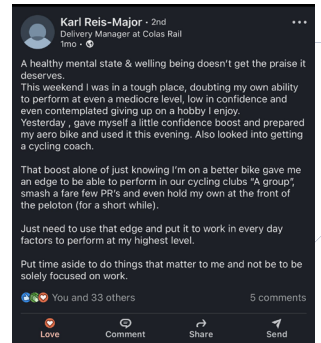 Karl Reis-Major • 2nd
Delivery Manager at Colas Rail
1mo •
A healthy mental state & welling being doesn't get the praise it
deserves.
This weekend I was in a tough place, doubting my own ability
to perform at even a mediocre level, low in confidence and
even contemplated giving up on a hobby I enjoy.
Yesterday , gave myself a little confidence boost and prepared
my aero bike and used it this evening. Also looked into getting
a cycling coach.
That boost alone of just knowing I'm on a better bike gave me
an edge to be able to perform in our cycling clubs “A group”,
smash a fare few PR's and even hold my own at the front of
the peloton (for a short while).
Just need to use that edge and put it to work in every day
factors to perform at my highest level.
Put time aside to do things that matter to me and not be to be
solely focused on work.
You and 33 others 5 comments
Love Comment Share Send